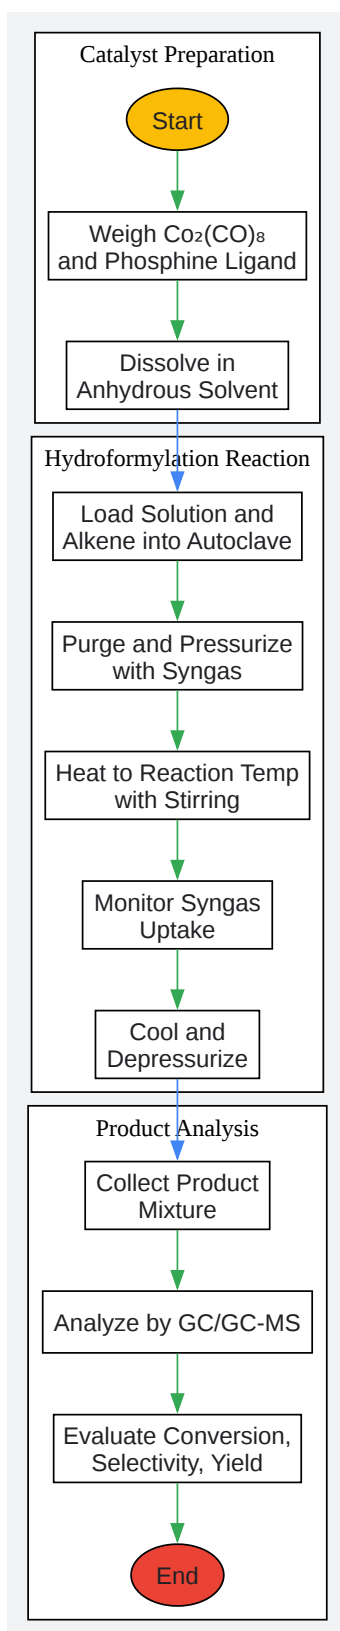 Catalyst Preparation
Start
Weigh Co₂(CO)₈
and Phosphine Ligand
Dissolve in
Anhydrous Solvent
Hydroformylation Reaction
Load Solution and
Alkene into Autoclave
Purge and Pressurize
with Syngas
Heat to Reaction Temp
with Stirring
Monitor Syngas
Uptake
Cool and
Depressurize
Product Analysis
Collect Product
Mixture
Analyze by GC/GC-MS
Evaluate Conversion,
Selectivity, Yield
End